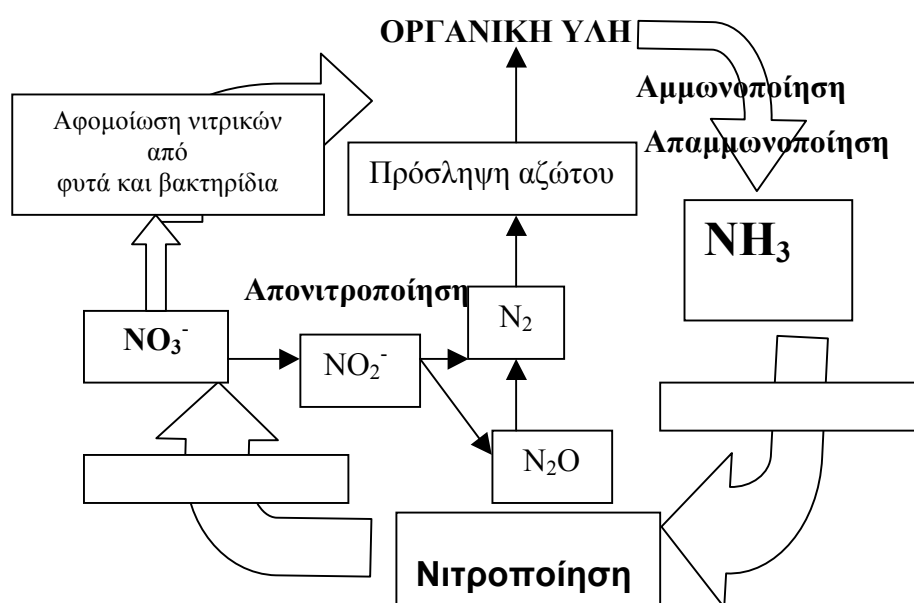 ΟΡΓΑΝΙΚΗ ΥΛΗ
Αμμωνοποίηση
Απαμμωνοποίηση
Αφομοίωση νιτρικών
από
φυτά και βακτηρίδια
Πρόσληψη αζώτου
NH₃
Απονιτροποίηση
N₂
NO₃⁻
NO₂⁻
N₂O
Νιτροποίηση